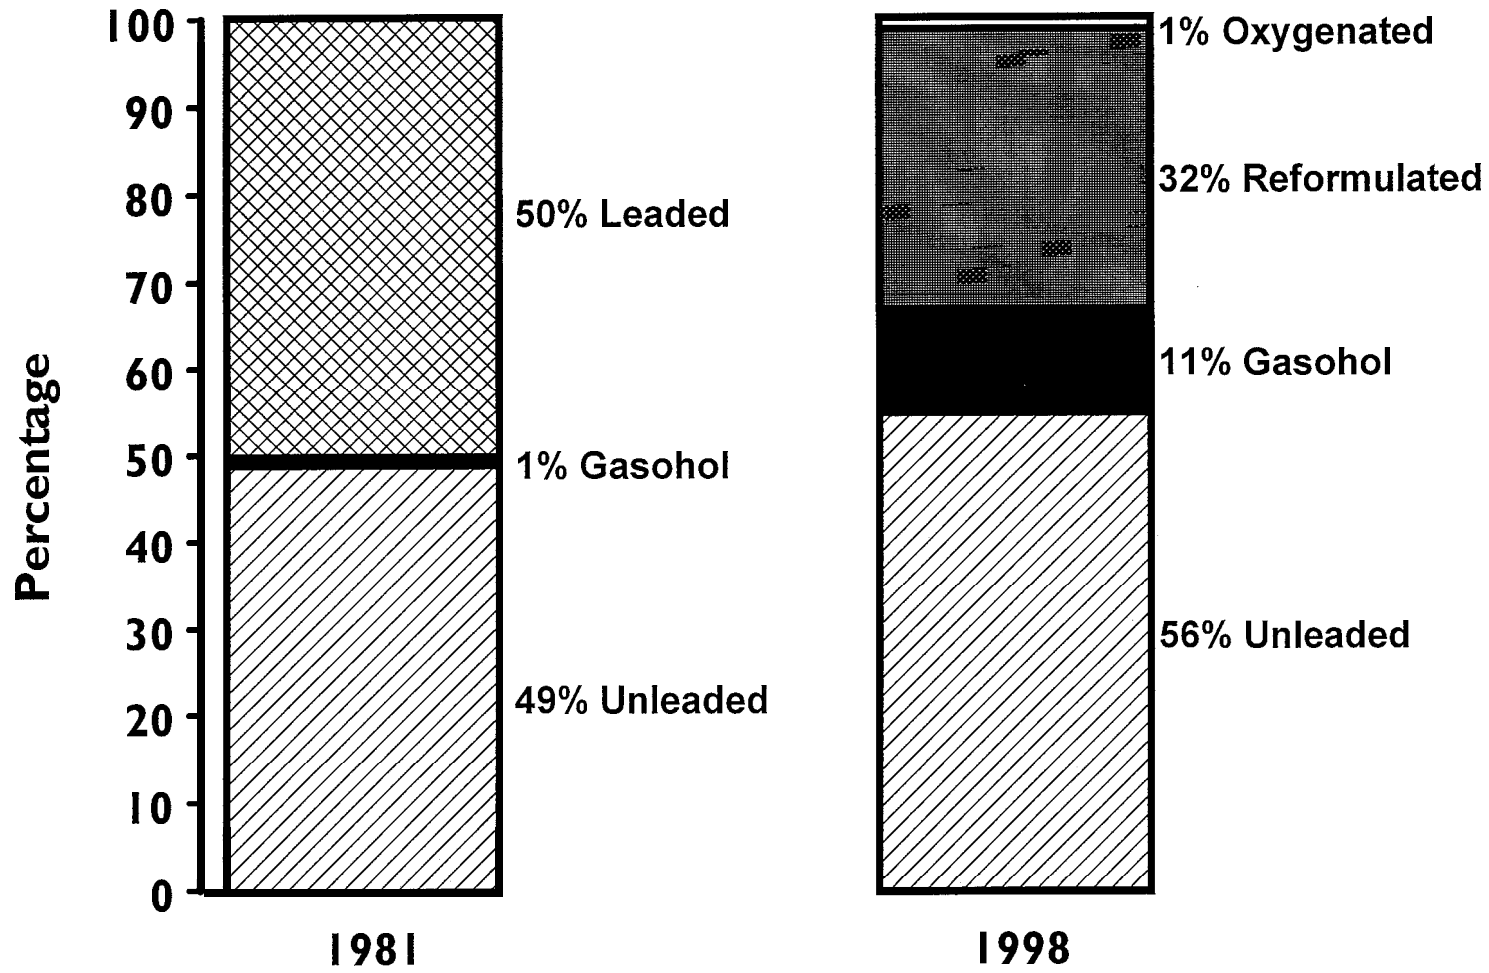 Percentage
100
90
80
70
60
50
40
30
20
10
0
50% Leaded
1% Gasohol
49% Unleaded
1981
1% Oxygenated
32% Reformulated
11% Gasohol
56% Unleaded
1998